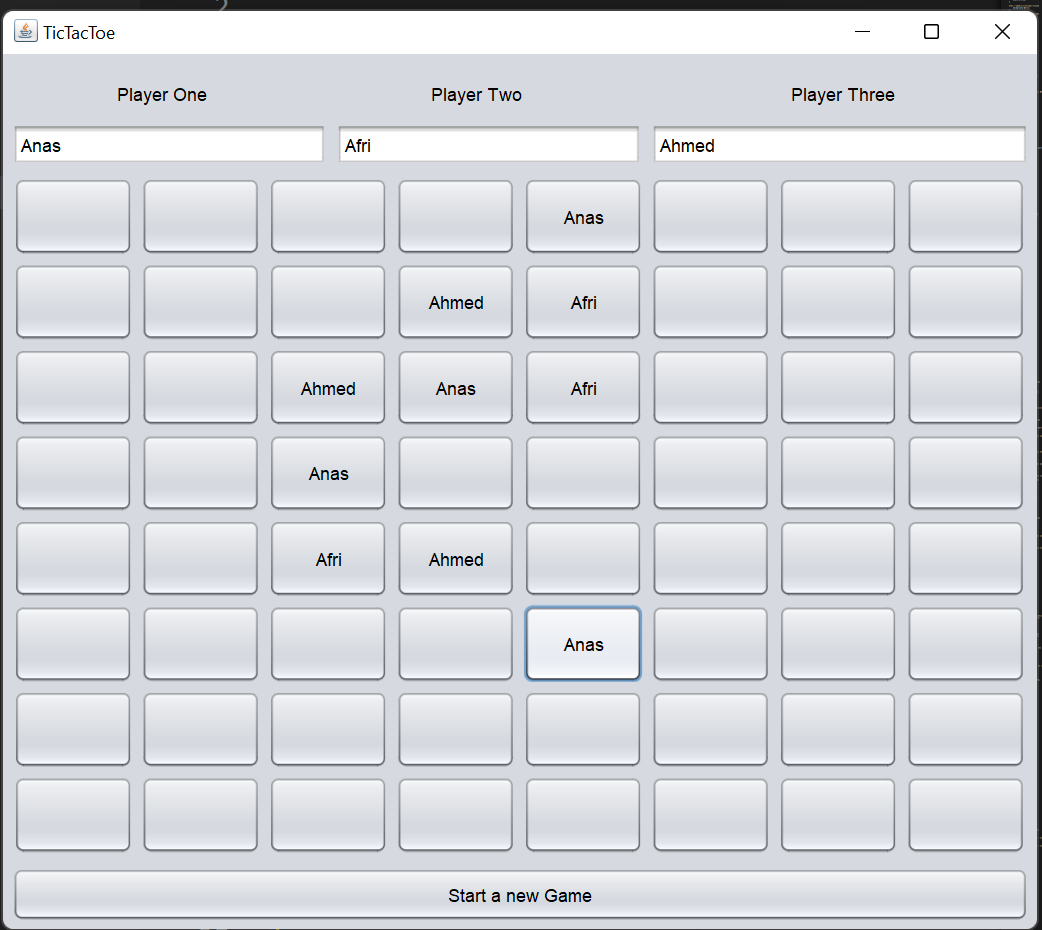 TicTacToe
Player One Player Two Player Three
Anas Afri Ahmed
Anas
Ahmed Afri
Ahmed Anas Afri
Anas
Afri Ahmed
Anas
Start a new Game